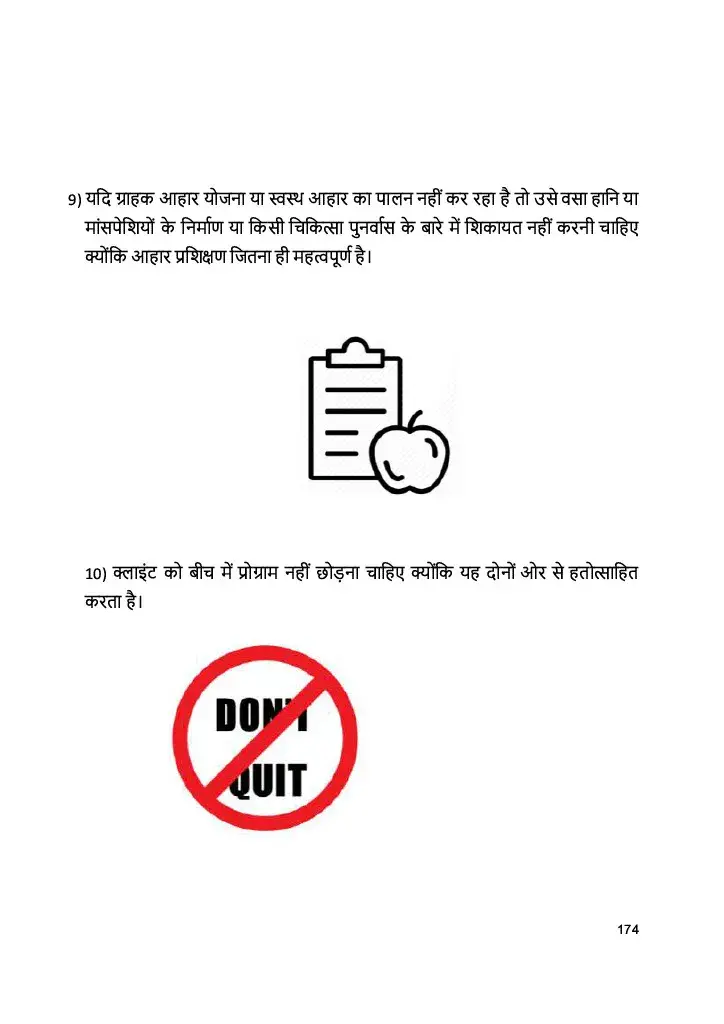 9) यदि ग्राहक आहार योजना या स्वस्थ आहार का पालन नहीं कर रहा है तो उसे वसा हानि या
मांसपेशियों के निर्माण या किसी चिकित्सा पुनर्वास के बारे में शिकायत नहीं करनी चाहिए
क्योंकि आहार प्रशिक्षण जितना ही महत्वपूर्ण है।
10) क्लाइंट को बीच में प्रोग्राम नहीं छोड़ना चाहिए क्योंकि यह दोनों ओर से हतोत्साहित
करता है।
DON'T
QUIT
174